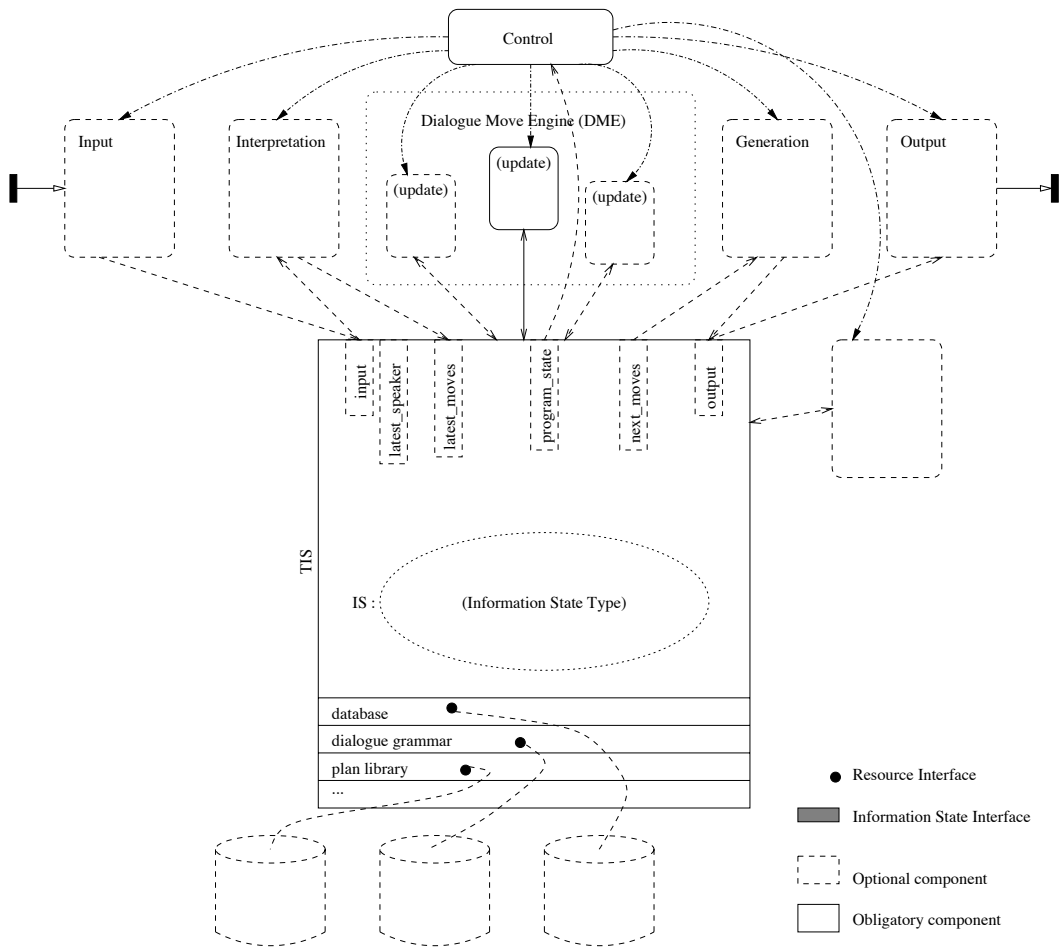 Control
Dialogue Move Engine (DME)
Input
Interpretation
(update)
(update)
(update)
Generation
Output
input
latest_speaker
latest_moves
program_state
next_moves
output
TIS
IS :
(Information State Type)
database
dialogue grammar
plan library
...
Resource Interface
Information State Interface
Optional component
Obligatory component